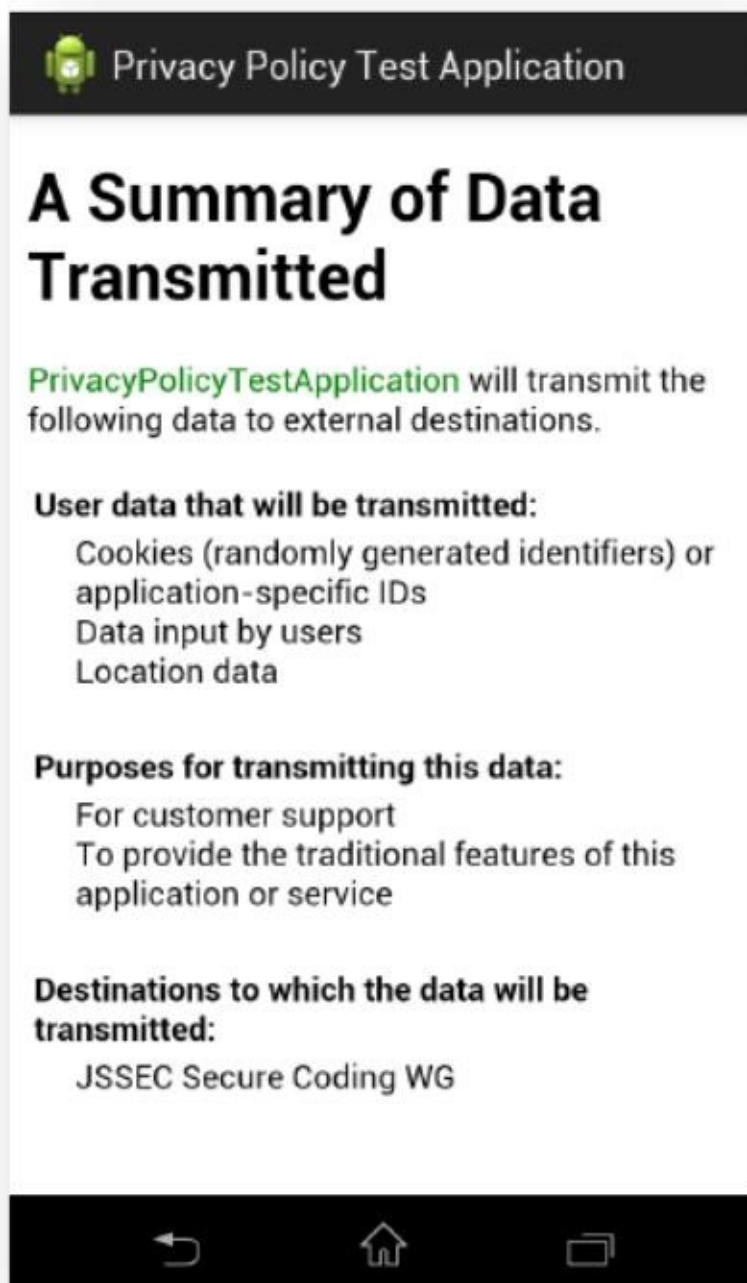 Privacy Policy Test Application
A Summary of Data
Transmitted
PrivacyPolicyTestApplication will transmit the
following data to external destinations.
User data that will be transmitted:
Cookies (randomly generated identifiers) or
application-specific IDs
Data input by users
Location data
Purposes for transmitting this data:
For customer support
To provide the traditional features of this
application or service
Destinations to which the data will be
transmitted:
JSSEC Secure Coding WG